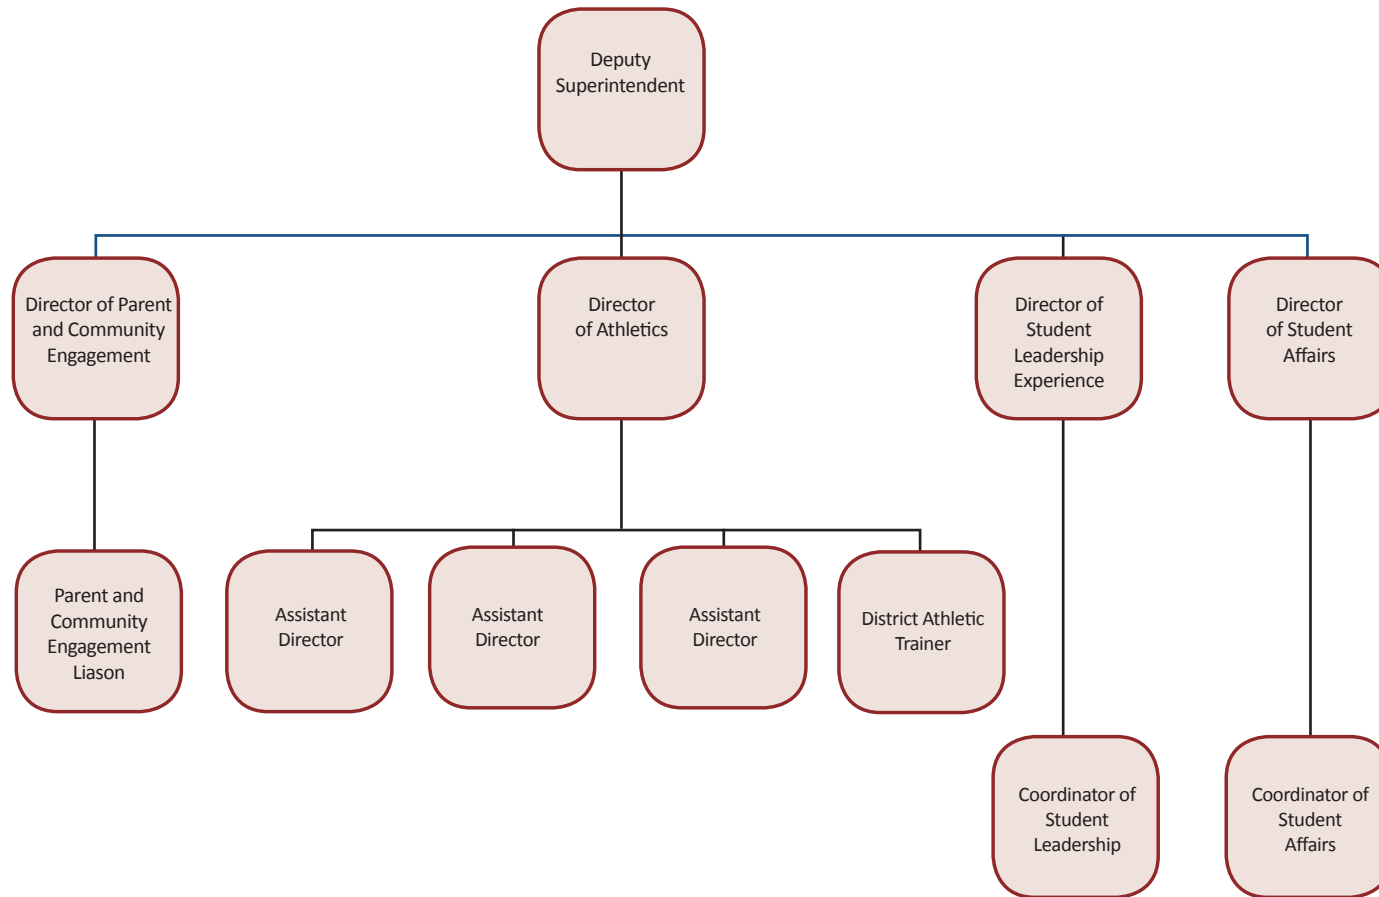 Deputy
Superintendent
Director of Parent
and Community
Engagement
Director
of Athletics
Director of
Student
Leadership
Experience
Director
of Student
Affairs
Parent and
Community
Engagement
Liason
Assistant
Director
Assistant
Director
Assistant
Director
District Athletic
Trainer
Coordinator of
Student
Leadership
Coordinator of
Student
Affairs